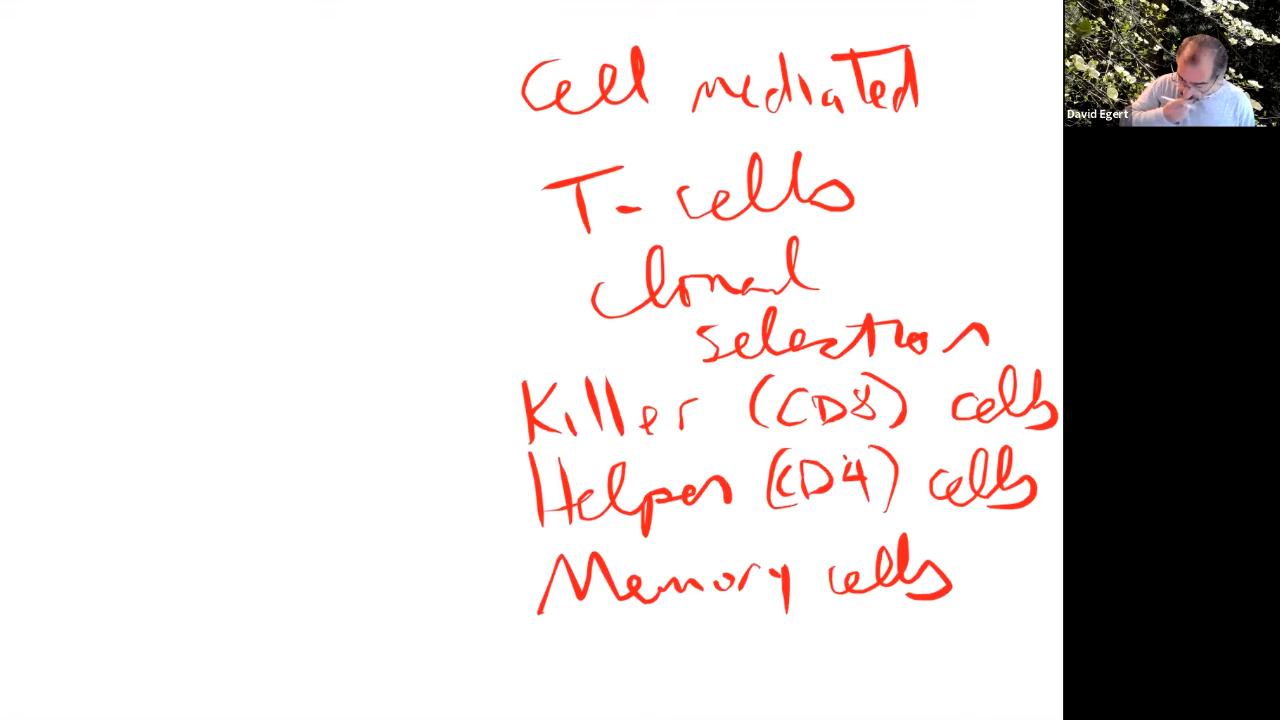 Cell mediated
T- cells
clonal
selection
Killer (CD8) cells
Helper (CD4) cells
Memory cells
David Egert